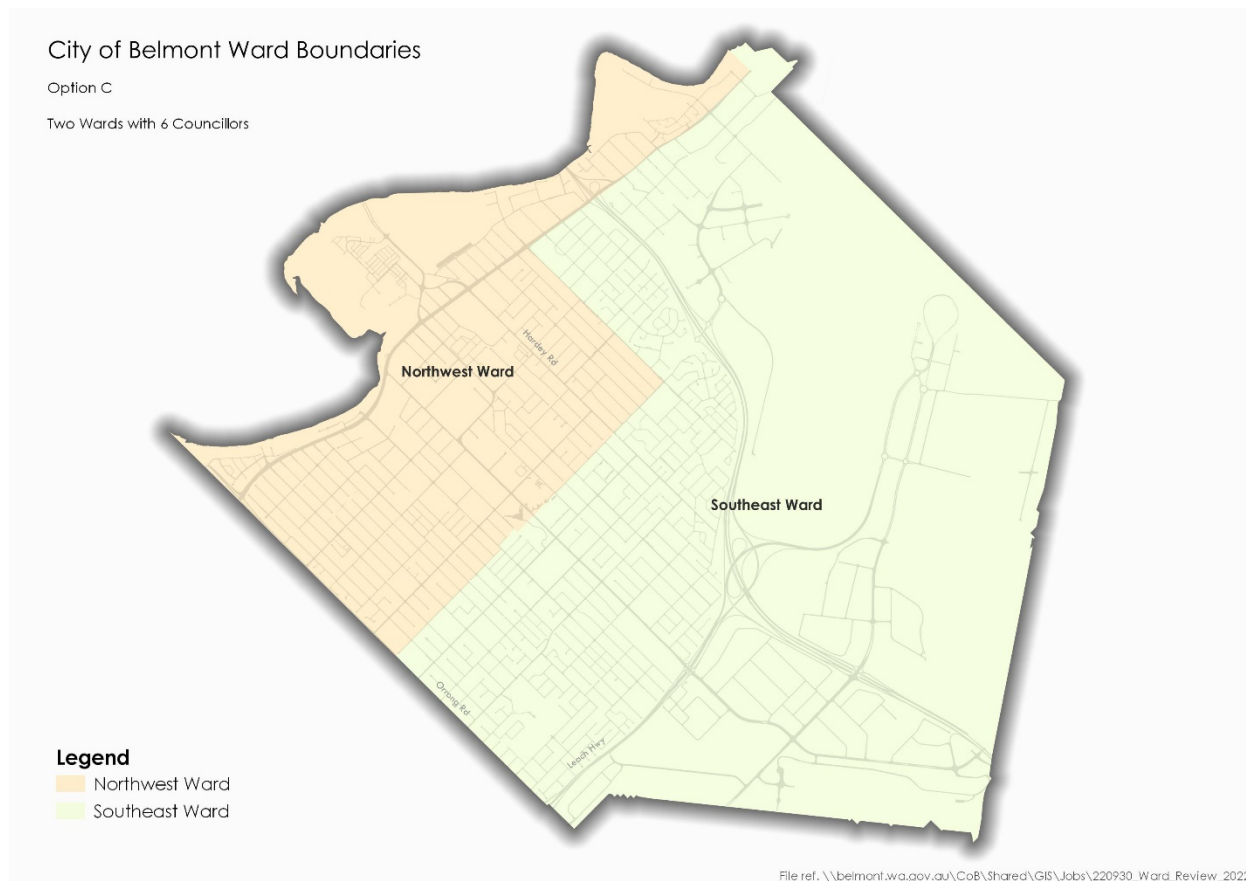 City of Belmont Ward Boundaries
Option C
Two Wards with 6 Councillors
Hardey Rd
Northwest Ward
Southeast Ward
Orrong Rd
Leach Hwy
Legend
Northwest Ward
Southeast Ward
File ref. \\belmont.wa.gov.au\CoB\Shared\GIS\Jobs\220930_Ward_Review_2022